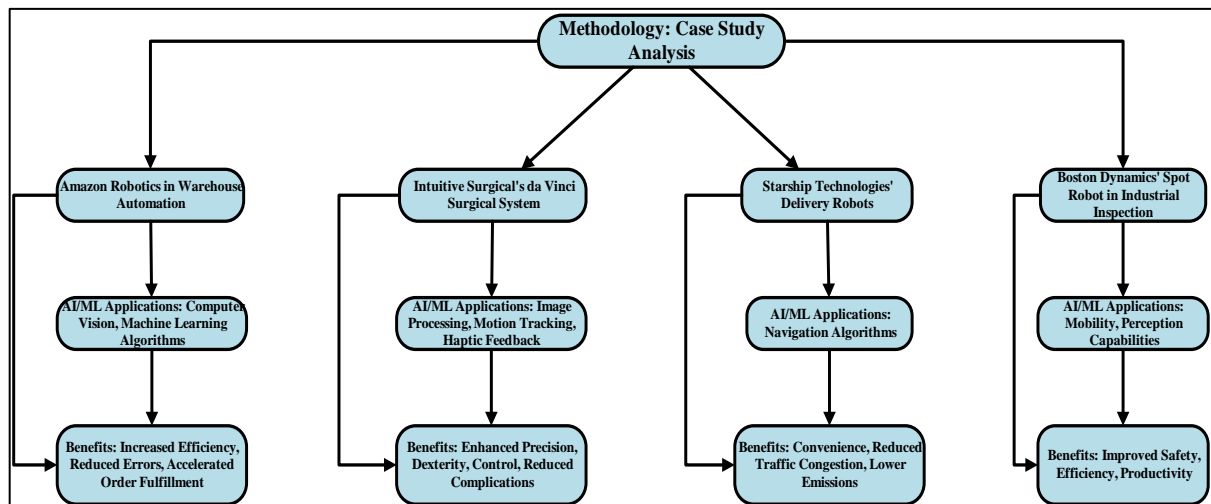 Methodology: Case Study
Analysis
Amazon Robotics in Warehouse
Automation
Intuitive Surgical's da Vinci
Surgical System
Starship Technologies'
Delivery Robots
Boston Dynamics' Spot
Robot in Industrial
Inspection
AI/ML Applications: Computer
Vision, Machine Learning
Algorithms
AI/ML Applications: Image
Processing, Motion Tracking,
Haptic Feedback
AI/ML Applications:
Navigation Algorithms
AI/ML Applications:
Mobility, Perception
Capabilities
Benefits: Increased Efficiency,
Reduced Errors, Accelerated
Order Fulfillment
Benefits: Enhanced Precision,
Dexterity, Control, Reduced
Complications
Benefits: Convenience, Reduced
Traffic Congestion, Lower
Emissions
Benefits: Improved Safety,
Efficiency, Productivity